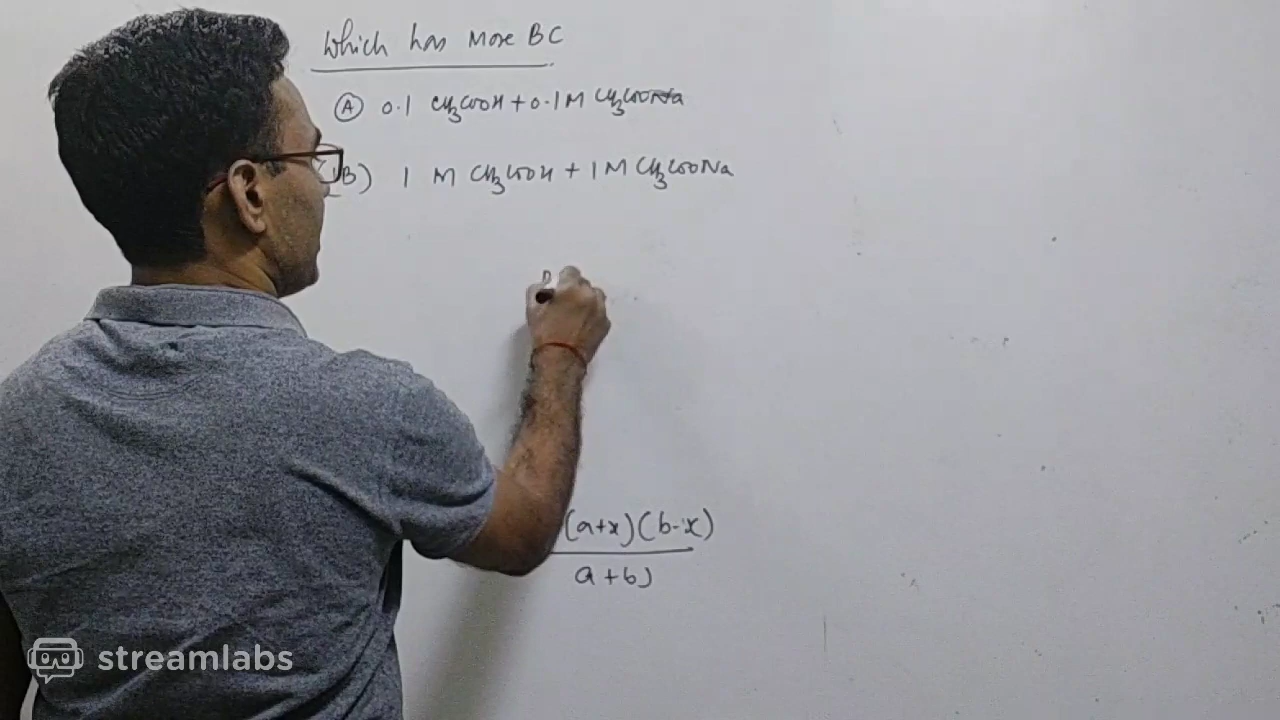 Which has More BC
(A) 0.1 CH3COOH + 0.1M CH3COONa
(B) 1 M CH3COOH + 1M CH3COONa
(a+x)(b-x)
a+b)
streamlabs